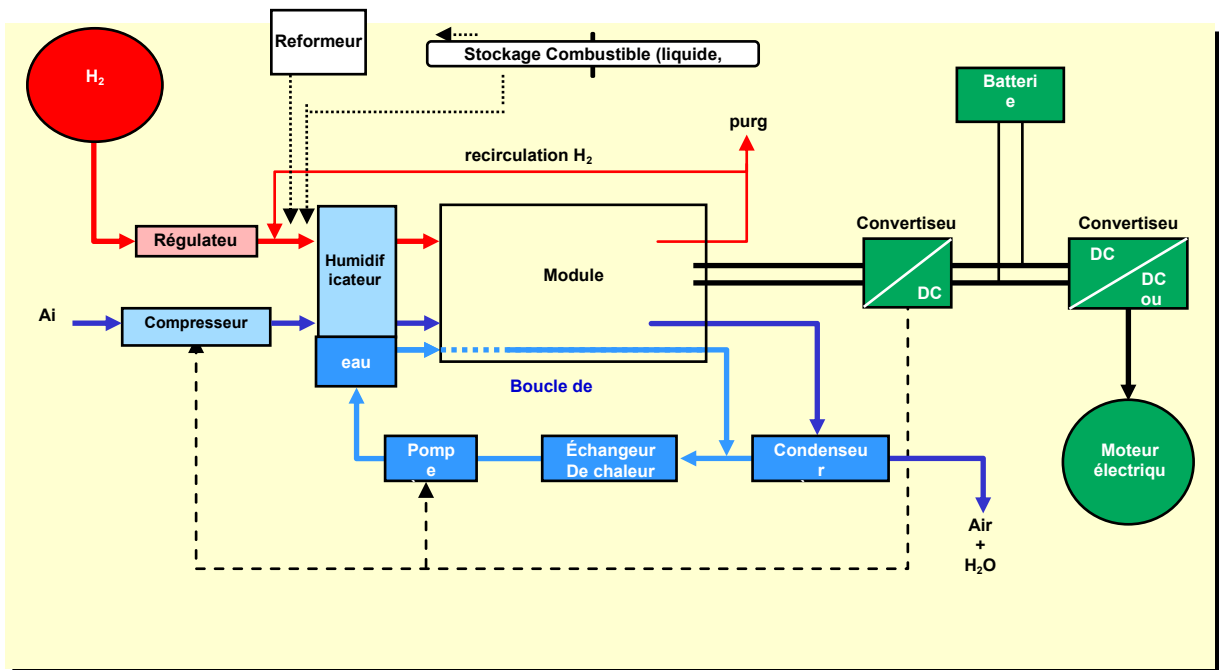 Reformeur
Stockage Combustible (liquide,
H₂
Batteri
e
purg
recirculation H₂
Régulateu
Humidif
icateur
Module
Convertiseu
DC
Convertiseu
DC
DC
ou
Ai
Compresseur
eau
Boucle de
Pomp
e
Échangeur
De chaleur
Condenseu
r
Moteur
électriqu
Air
+
H₂O